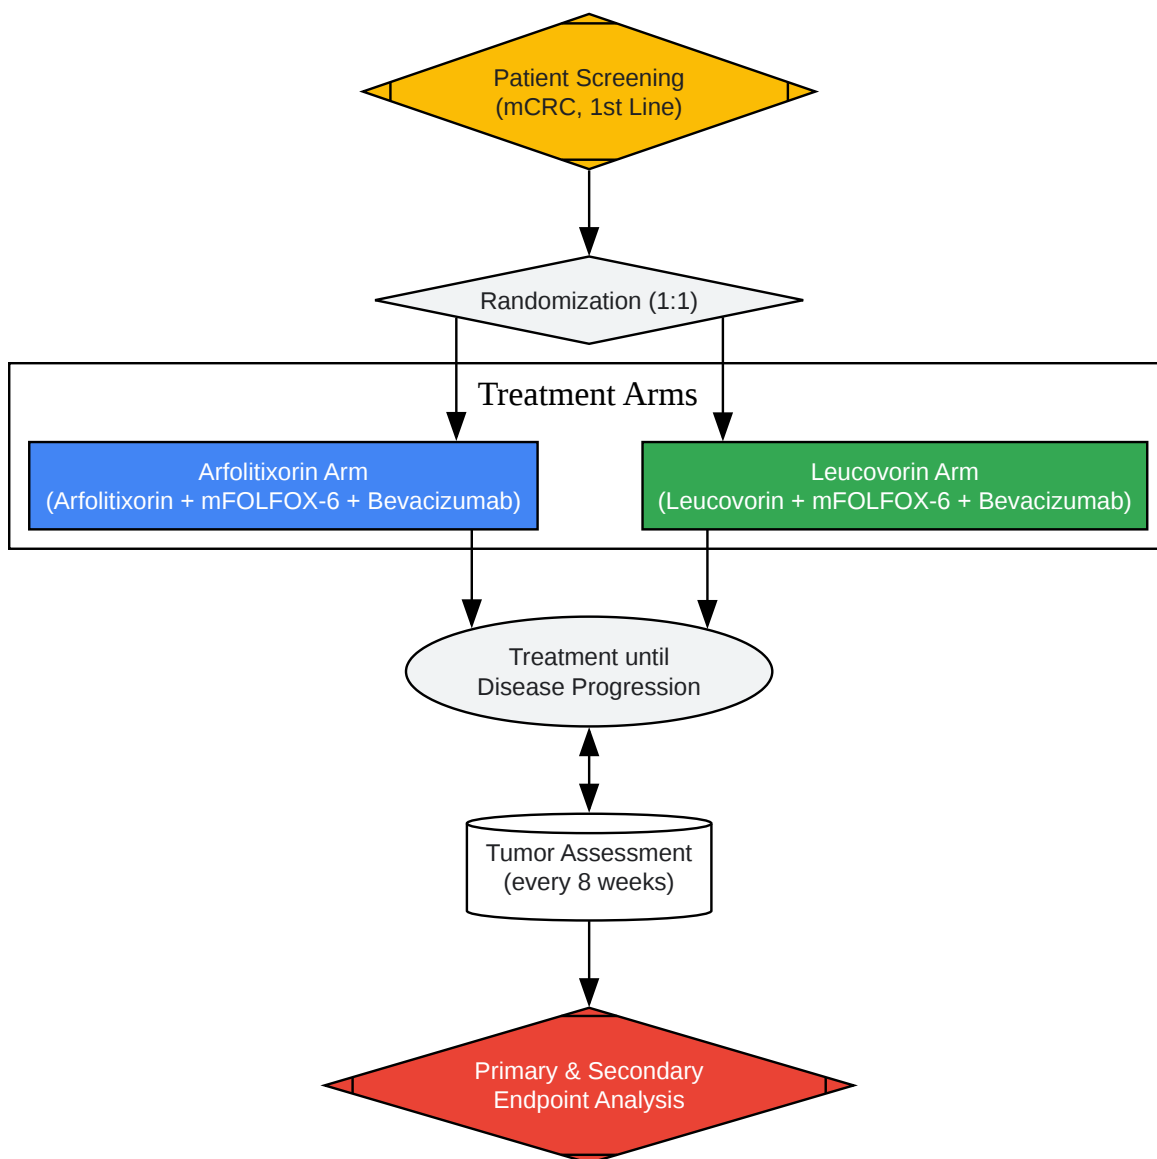 Patient Screening
(mCRC, 1st Line)
Randomization (1:1)
Treatment Arms
Arfolitixorin Arm
(Arfolitixorin + mFOLFOX-6 + Bevacizumab)
Leucovorin Arm
(Leucovorin + mFOLFOX-6 + Bevacizumab)
Treatment until
Disease Progression
Tumor Assessment
(every 8 weeks)
Primary & Secondary
Endpoint Analysis